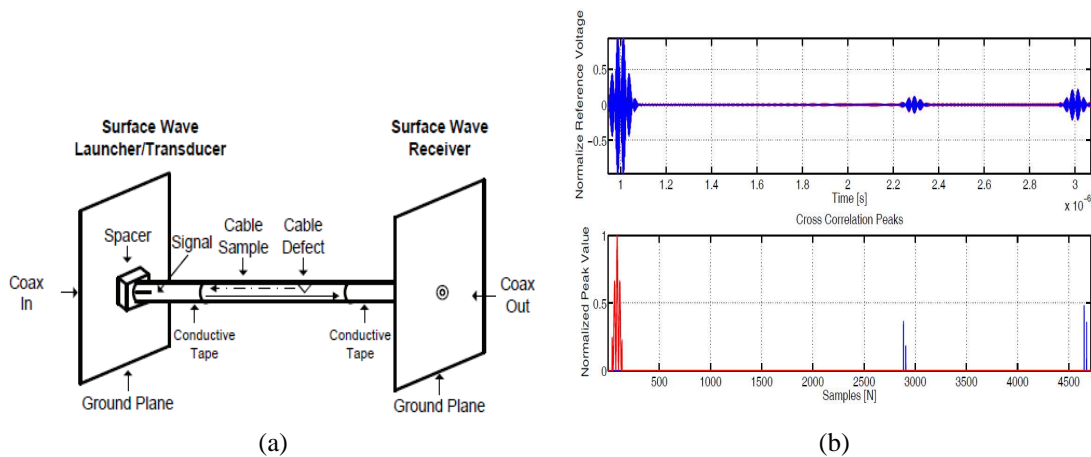 Surface Wave
Launcher/Transducer
Surface Wave
Receiver
Spacer
Signal
Cable
Sample
Cable
Defect
Coax
In
Coax
Out
Conductive
Tape
Conductive
Tape
Ground Plane
Ground Plane
(a)
Normalize Reference Voltage
0.5
0
-0.5
1 1.2 1.4 1.6 1.8 2 2.2 2.4 2.6 2.8 3
Time [s]
x 10⁻⁶
Cross Correlation Peaks
Normalized Peak Value
1
0.5
0
500 1000 1500 2000 2500 3000 3500 4000 4500
Samples [N]
(b)